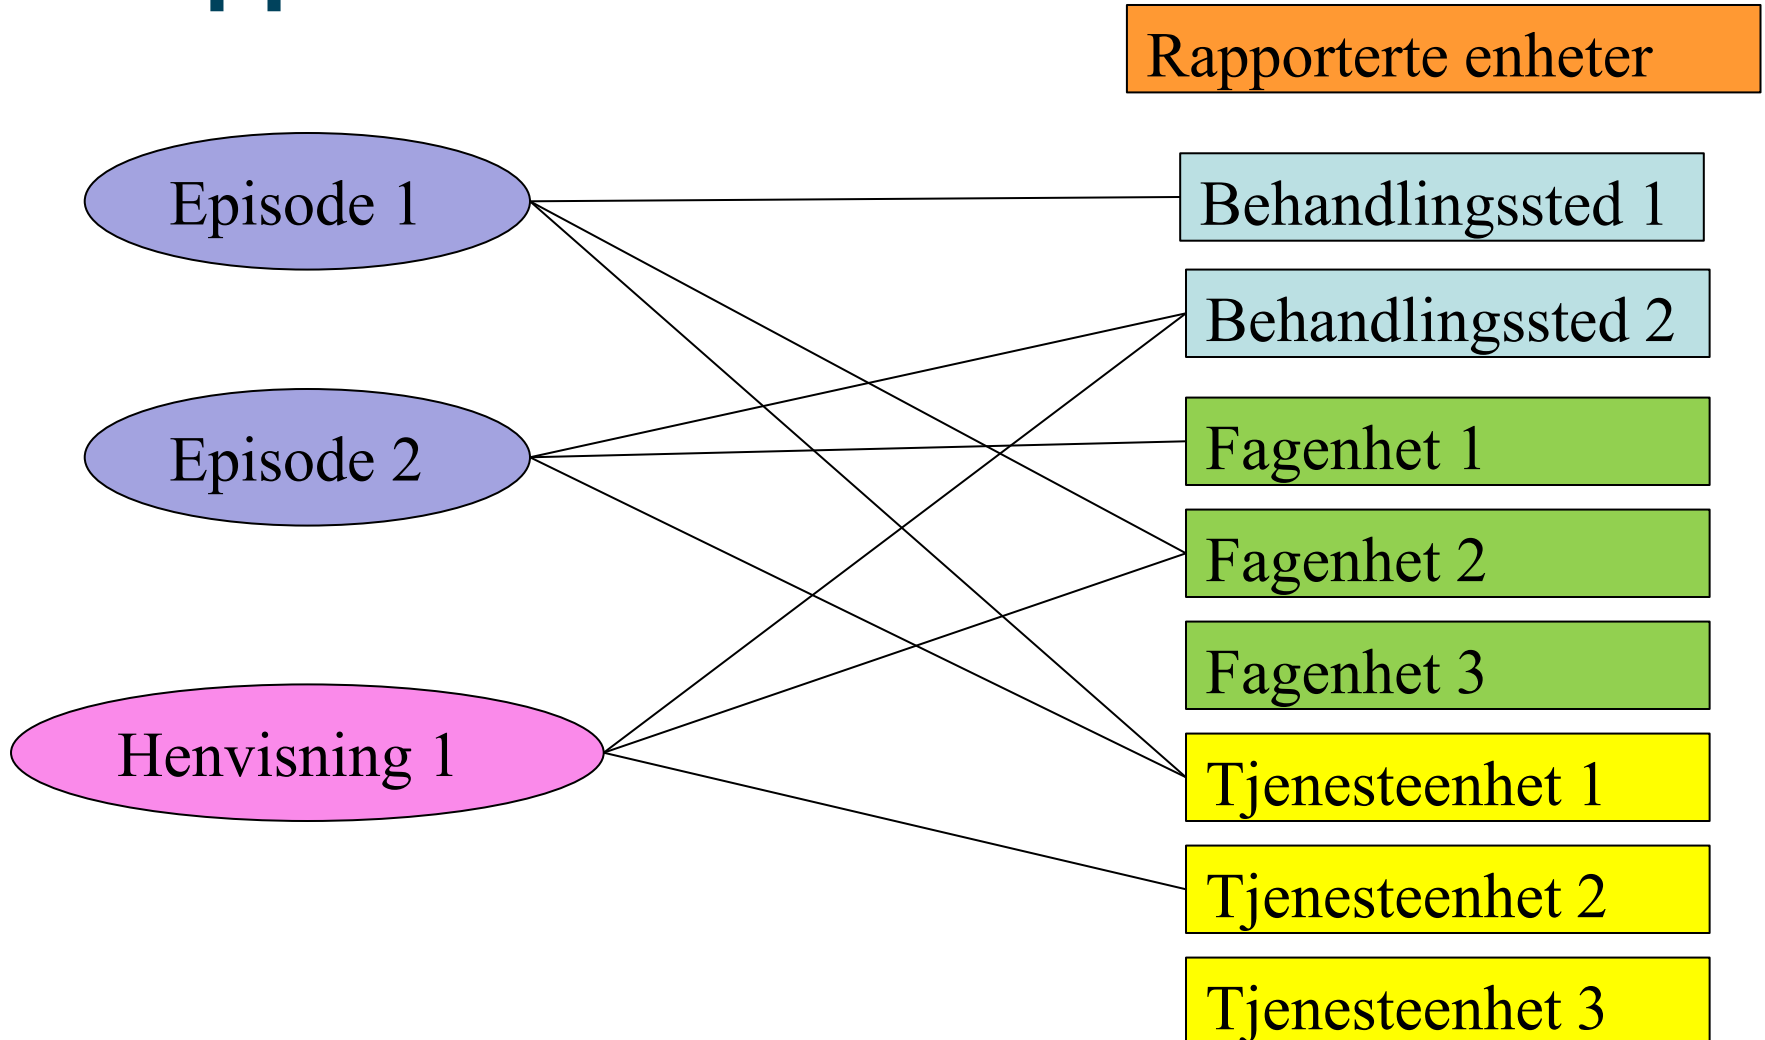 Rapporterte enheter
Episode 1
Behandlingssted 1
Behandlingssted 2
Episode 2
Fagenhet 1
Fagenhet 2
Fagenhet 3
Henvisning 1
Tjenesteenhet 1
Tjenesteenhet 2
Tjenesteenhet 3